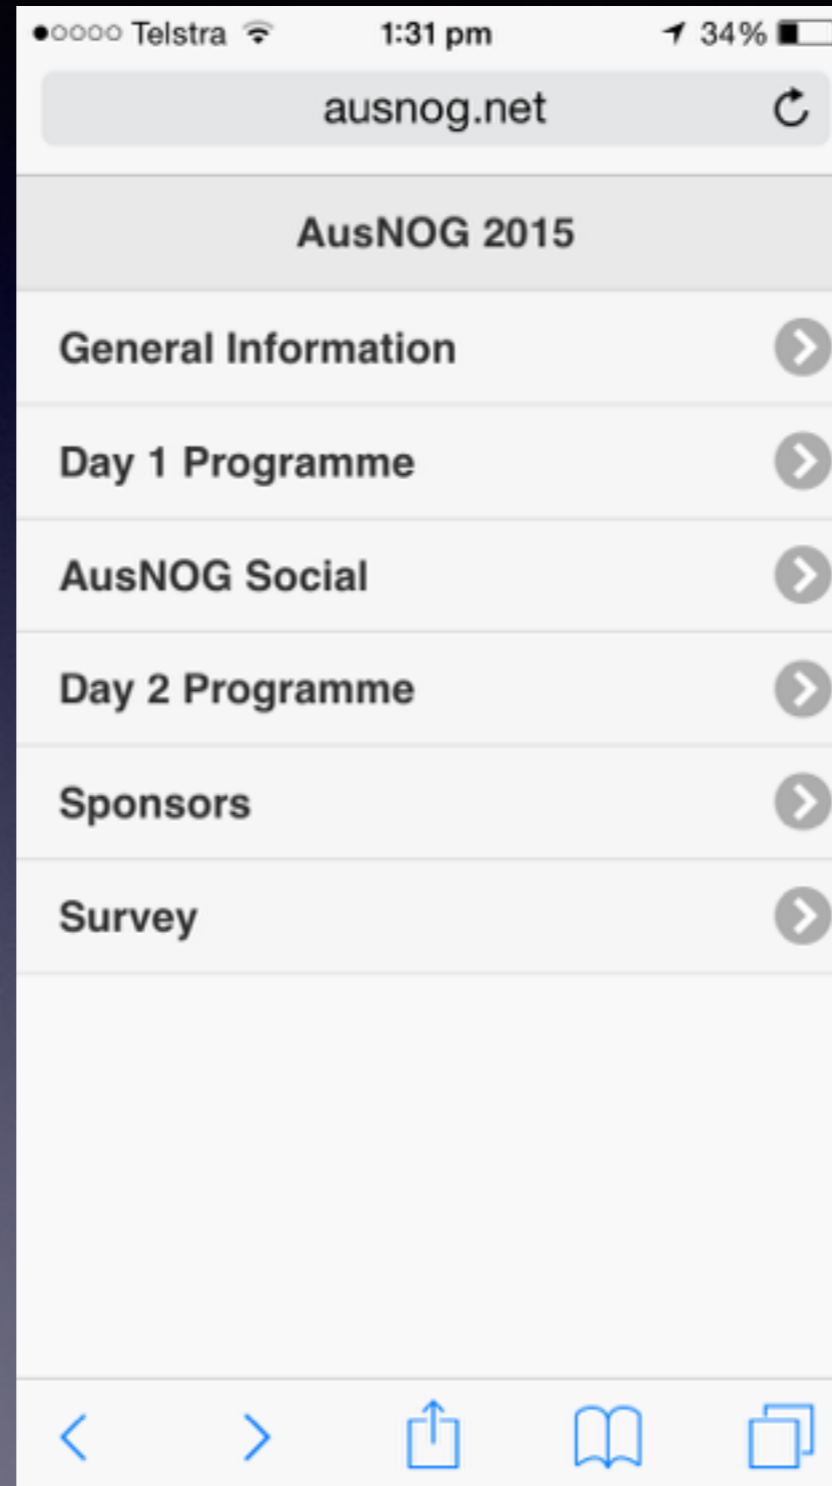 Telstra 1:31 pm 34%
ausnog.net
AusNOG 2015
General Information
Day 1 Programme
AusNOG Social
Day 2 Programme
Sponsors
Survey